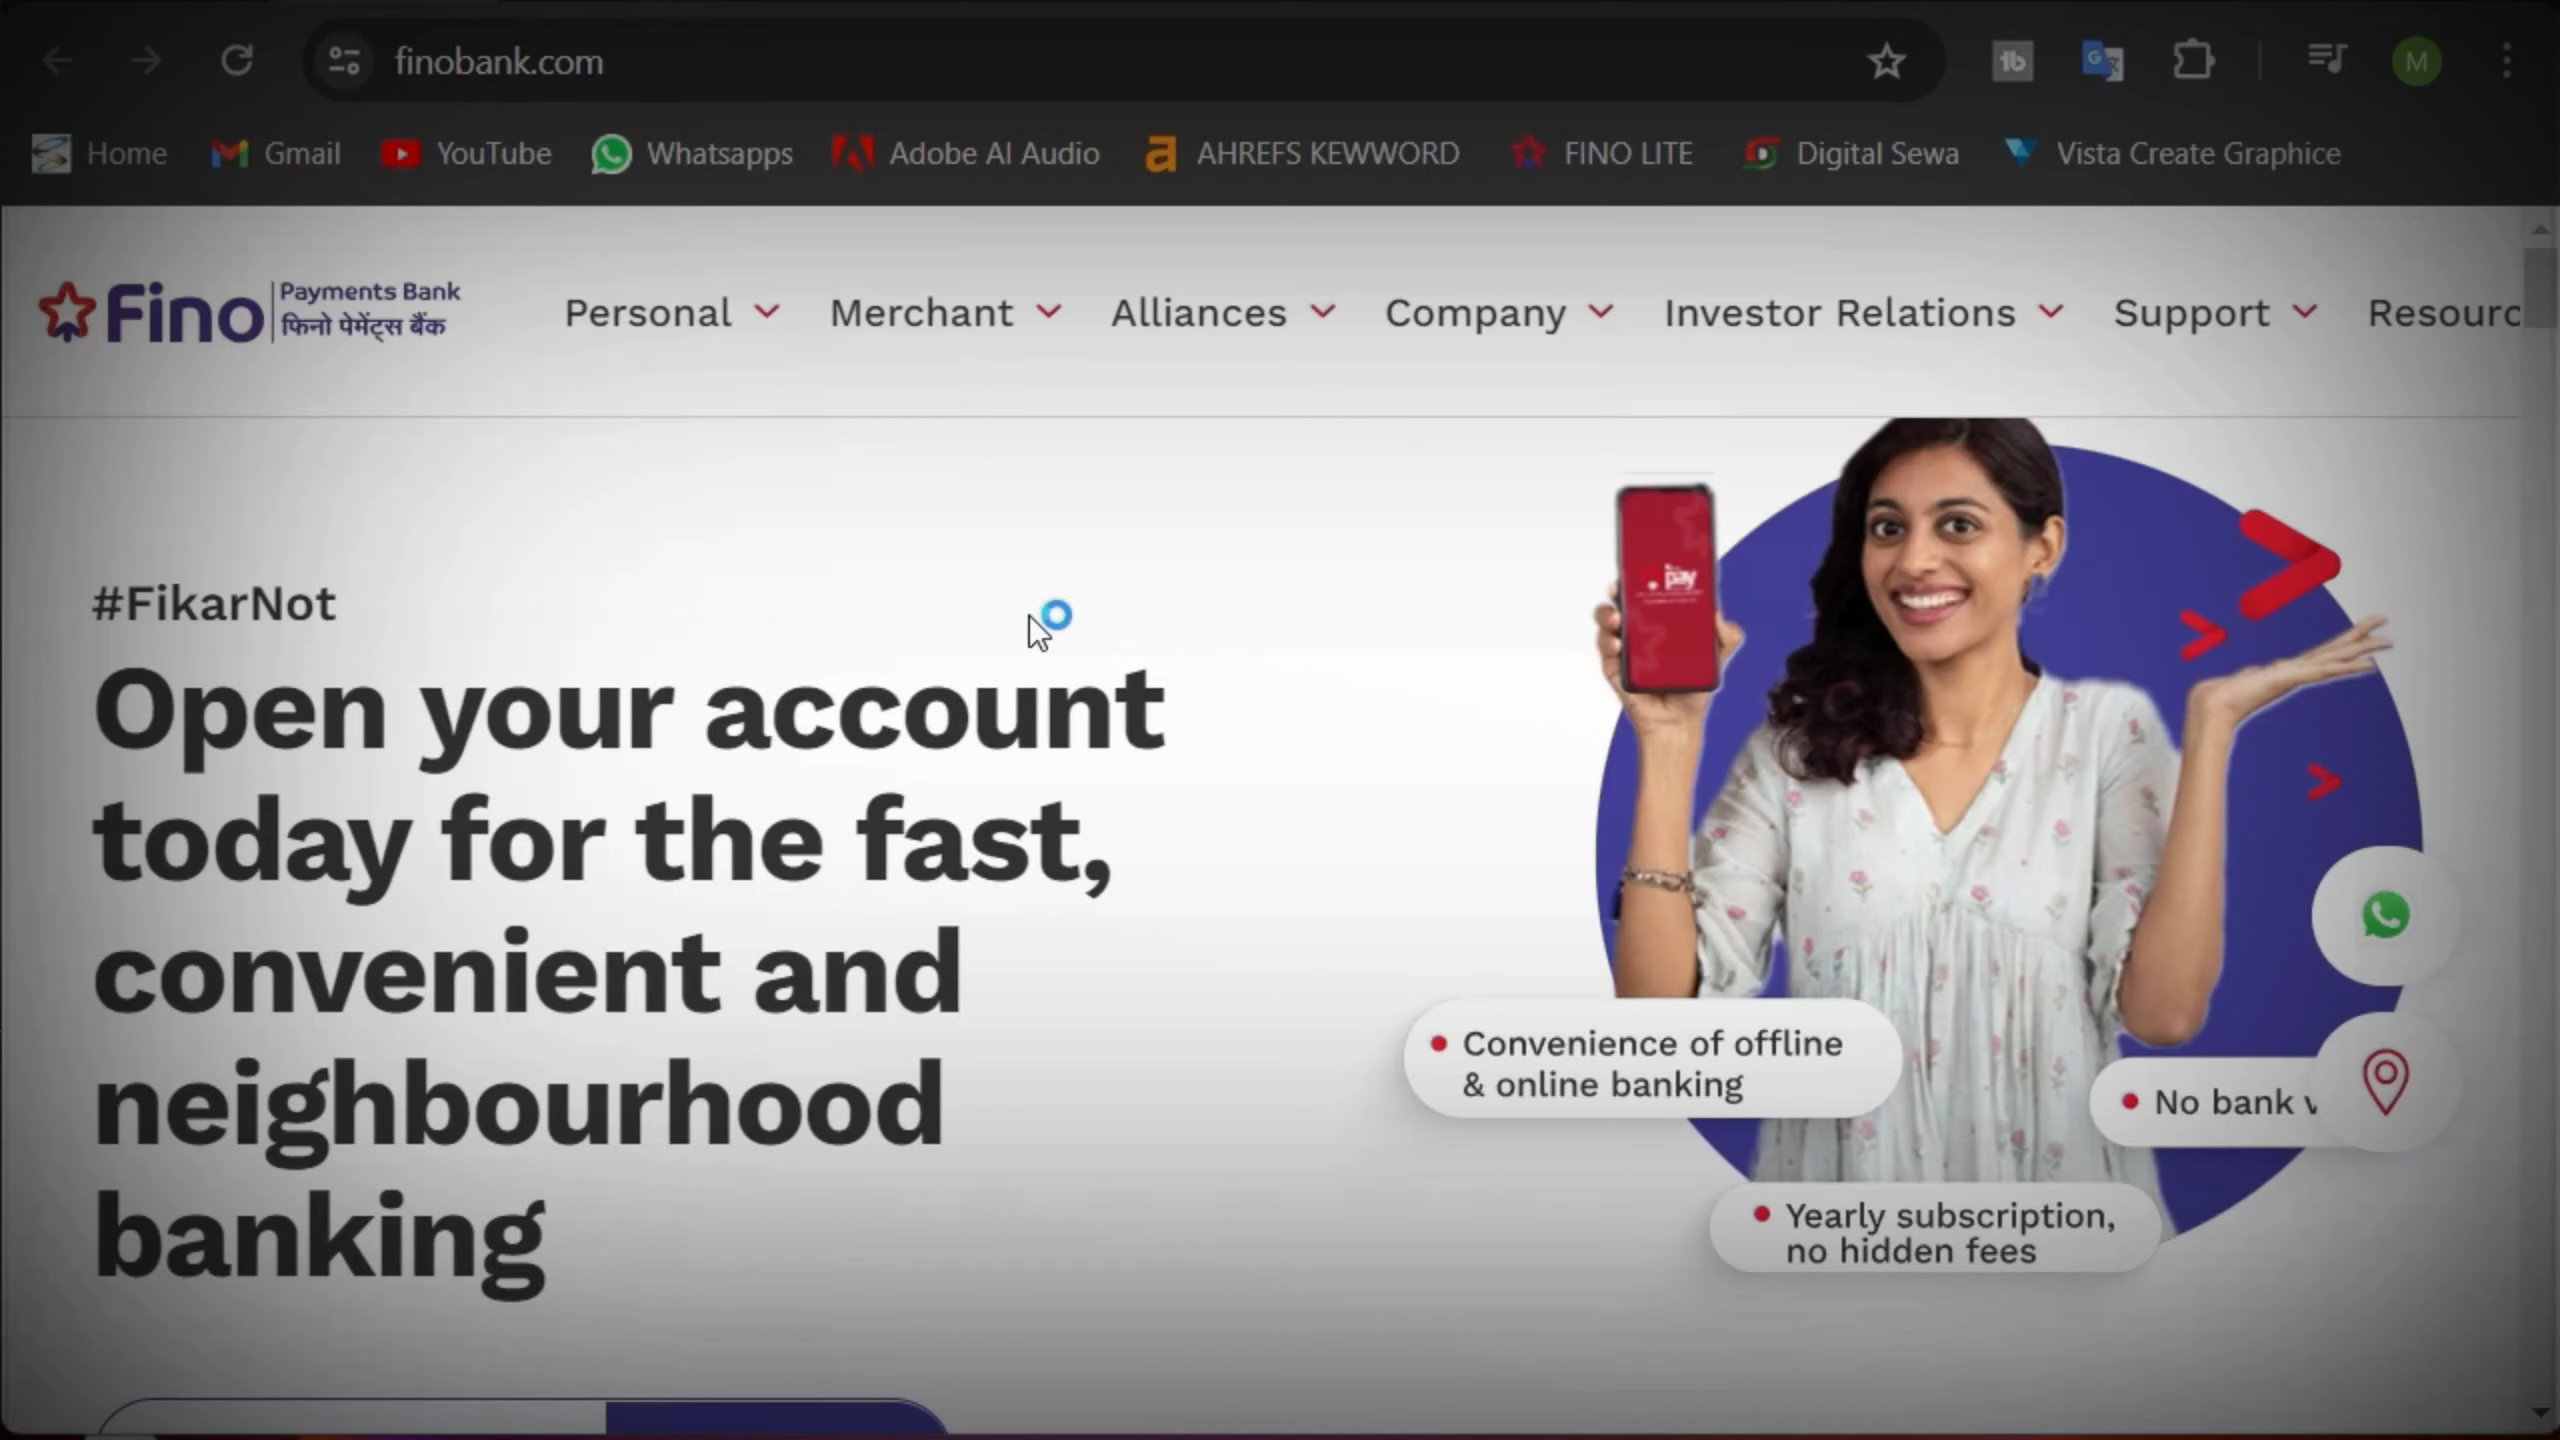 finobank.com
Home Gmail YouTube Whatsapps Adobe AI Audio AHREFS KEWWORD FINO LITE Digital Sewa Vista Create Graphice
Fino Payments Bank
फिनो पेमेंट्स बैंक
Personal Merchant Alliances Company Investor Relations Support Resourc
#FikarNot
Open your account
today for the fast,
convenient and
neighbourhood
banking
pay
Convenience of offline
& online banking
No bank
Yearly subscription,
no hidden fees
M